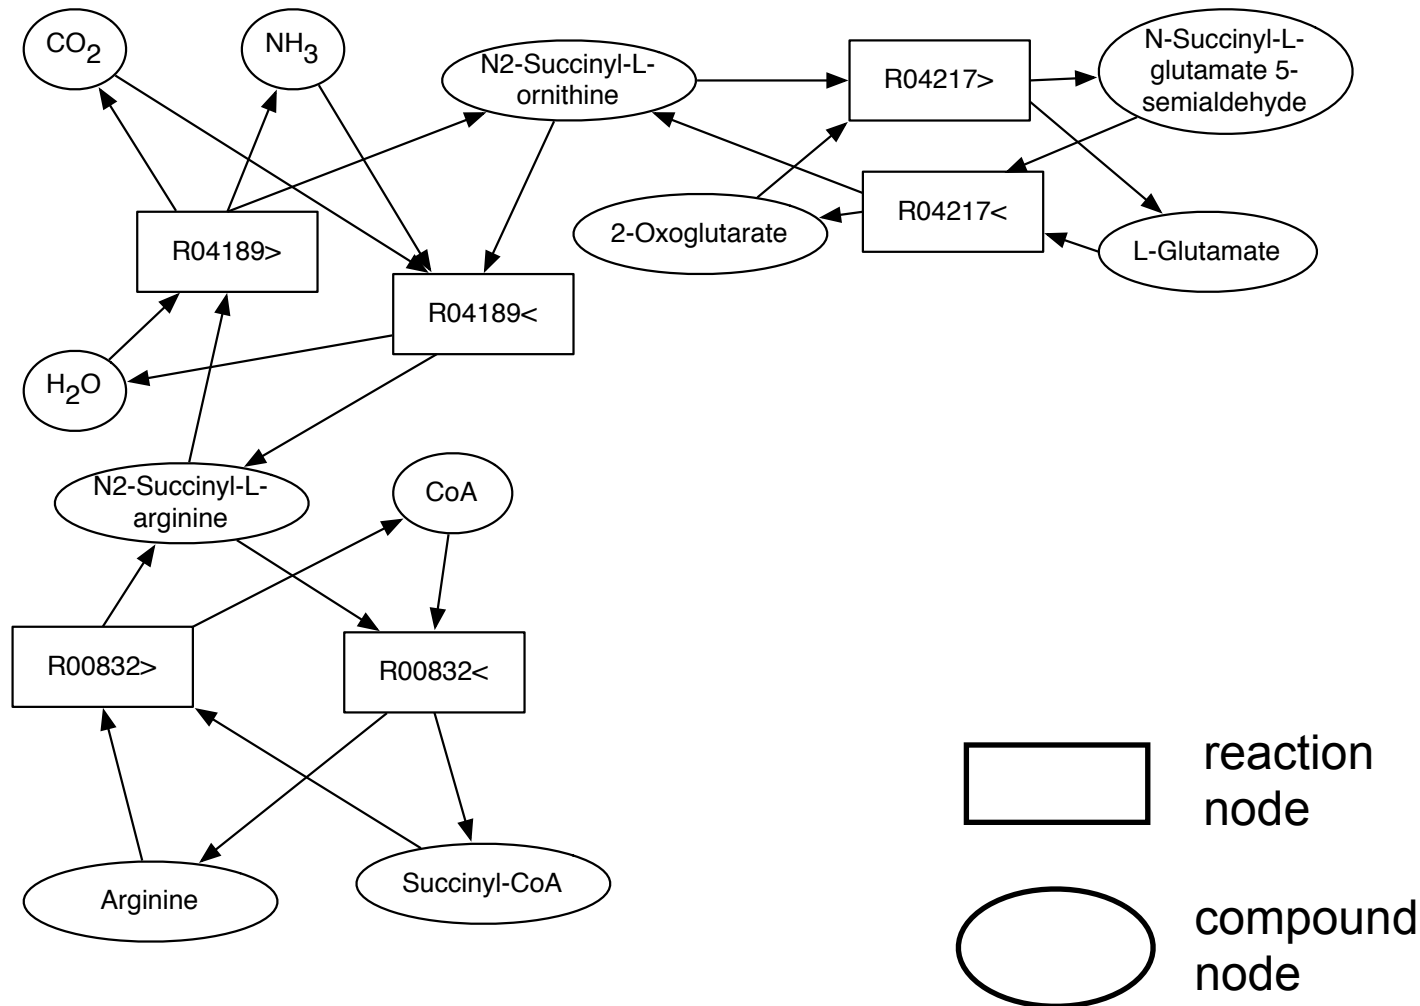 CO2
NH3
N2-Succinyl-L-
ornithine
R04217>
N-Succinyl-L-
glutamate 5-
semialdehyde
R04189>
2-Oxoglutarate
R04217<
L-Glutamate
R04189<
H2O
N2-Succinyl-L-
arginine
CoA
R00832>
R00832<
Arginine
Succinyl-CoA
reaction
node
compound
node